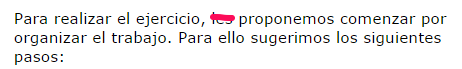 Para realizar el ejercicio, proponemos comenzar por
organizar el trabajo. Para ello sugerimos los siguientes
pasos: